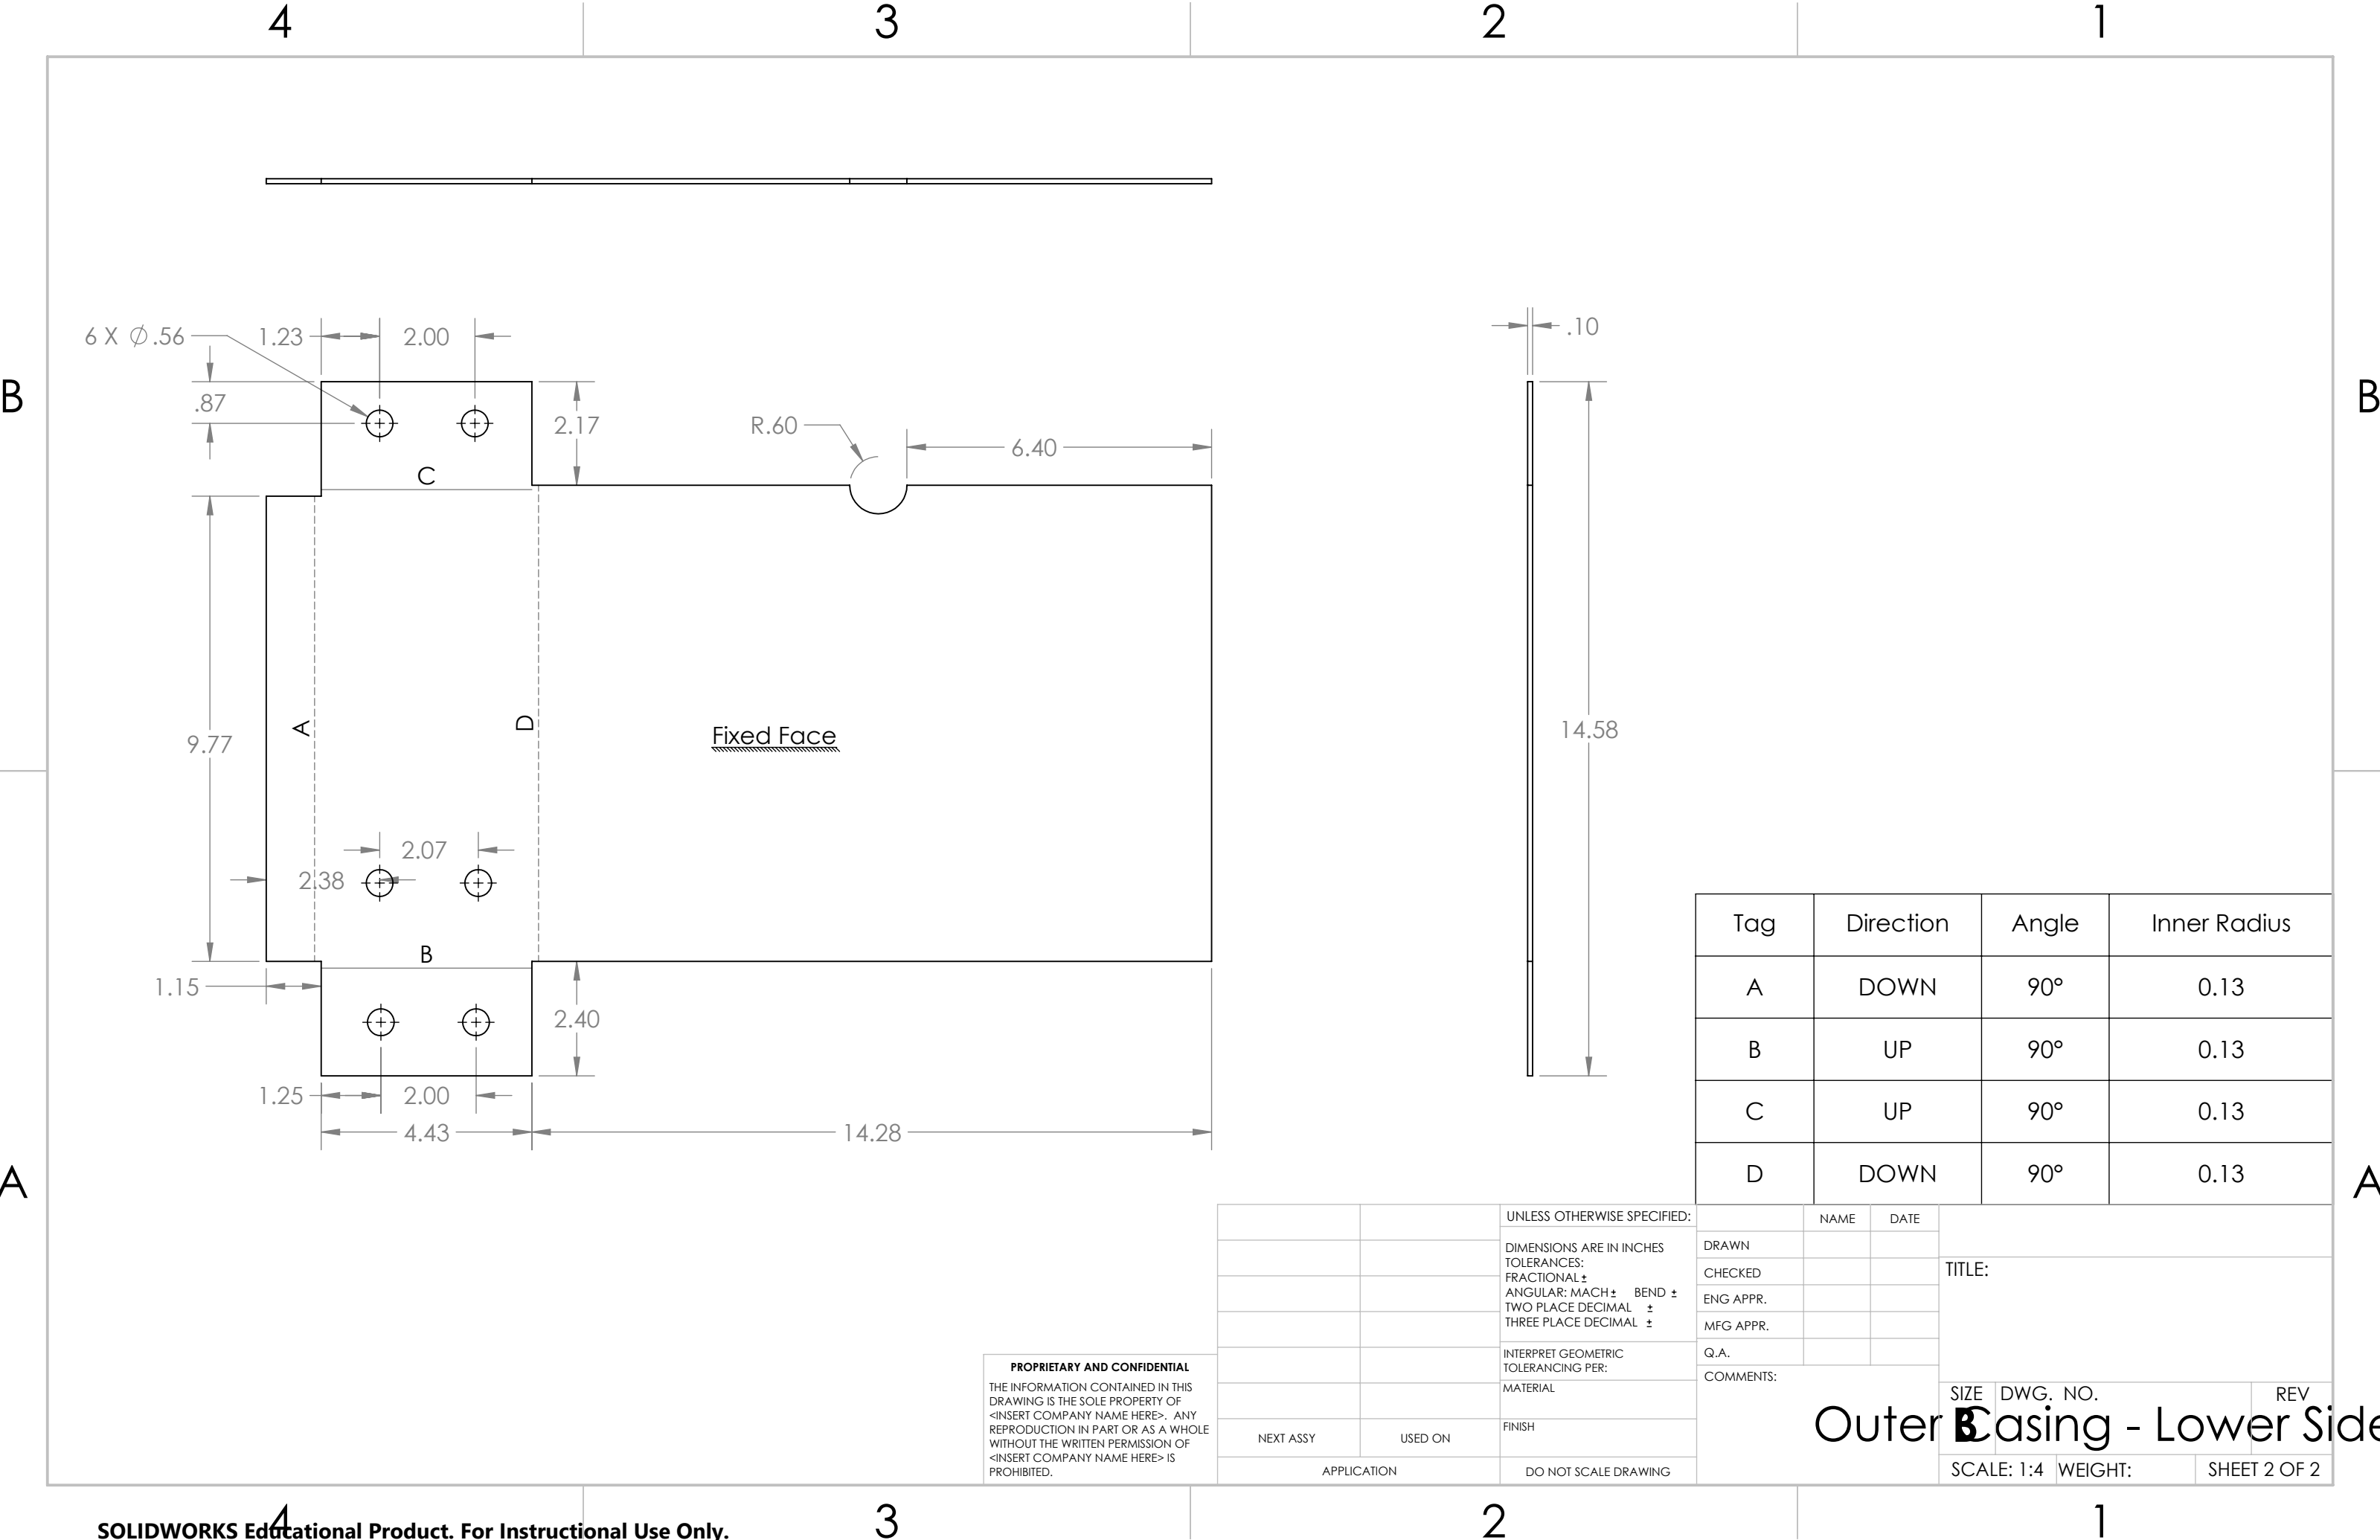 4 3 2 1
6 X ∅ .56
1.23
2.00
.10
B
B
.87
2.17
R.60
6.40
C
A
D
Fixed Face
14.58
9.77
2.07
2.38
B
1.15
2.40
1.25
2.00
4.43
14.28
Tag Direction Angle Inner Radius
A DOWN 90° 0.13
B UP 90° 0.13
C UP 90° 0.13
D DOWN 90° 0.13
A
A
UNLESS OTHERWISE SPECIFIED:
DIMENSIONS ARE IN INCHES
TOLERANCES:
FRACTIONAL ±
ANGULAR: MACH ± BEND ±
TWO PLACE DECIMAL ±
THREE PLACE DECIMAL ±
INTERPRET GEOMETRIC
TOLERANCING PER:
MATERIAL
FINISH
DO NOT SCALE DRAWING
NAME DATE
DRAWN
CHECKED
ENG APPR.
MFG APPR.
Q.A.
COMMENTS:
TITLE:
SIZE DWG. NO. REV
B
Outer Casing - Lower Side
SCALE: 1:4 WEIGHT: SHEET 2 OF 2
PROPRIETARY AND CONFIDENTIAL
THE INFORMATION CONTAINED IN THIS
DRAWING IS THE SOLE PROPERTY OF
<INSERT COMPANY NAME HERE>. ANY
REPRODUCTION IN PART OR AS A WHOLE
WITHOUT THE WRITTEN PERMISSION OF
<INSERT COMPANY NAME HERE> IS
PROHIBITED.
NEXT ASSY USED ON
APPLICATION
4 3 2 1
SOLIDWORKS Educational Product. For Instructional Use Only.